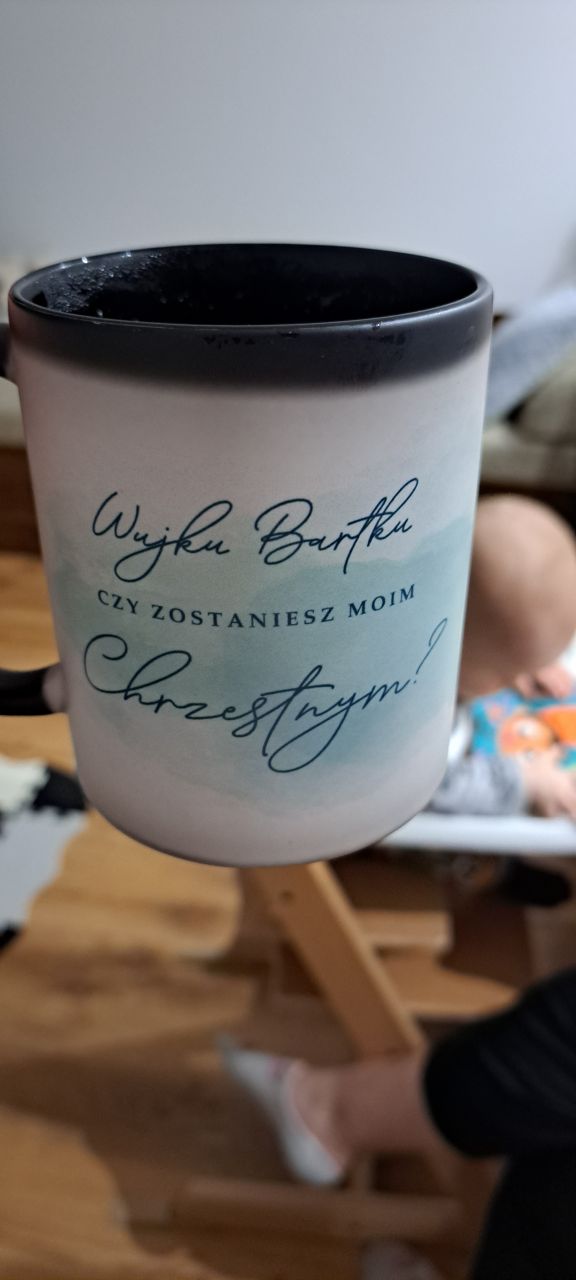 Wujku Bartku
CZY ZOSTANIESZ MOIM
Chrzestnym?